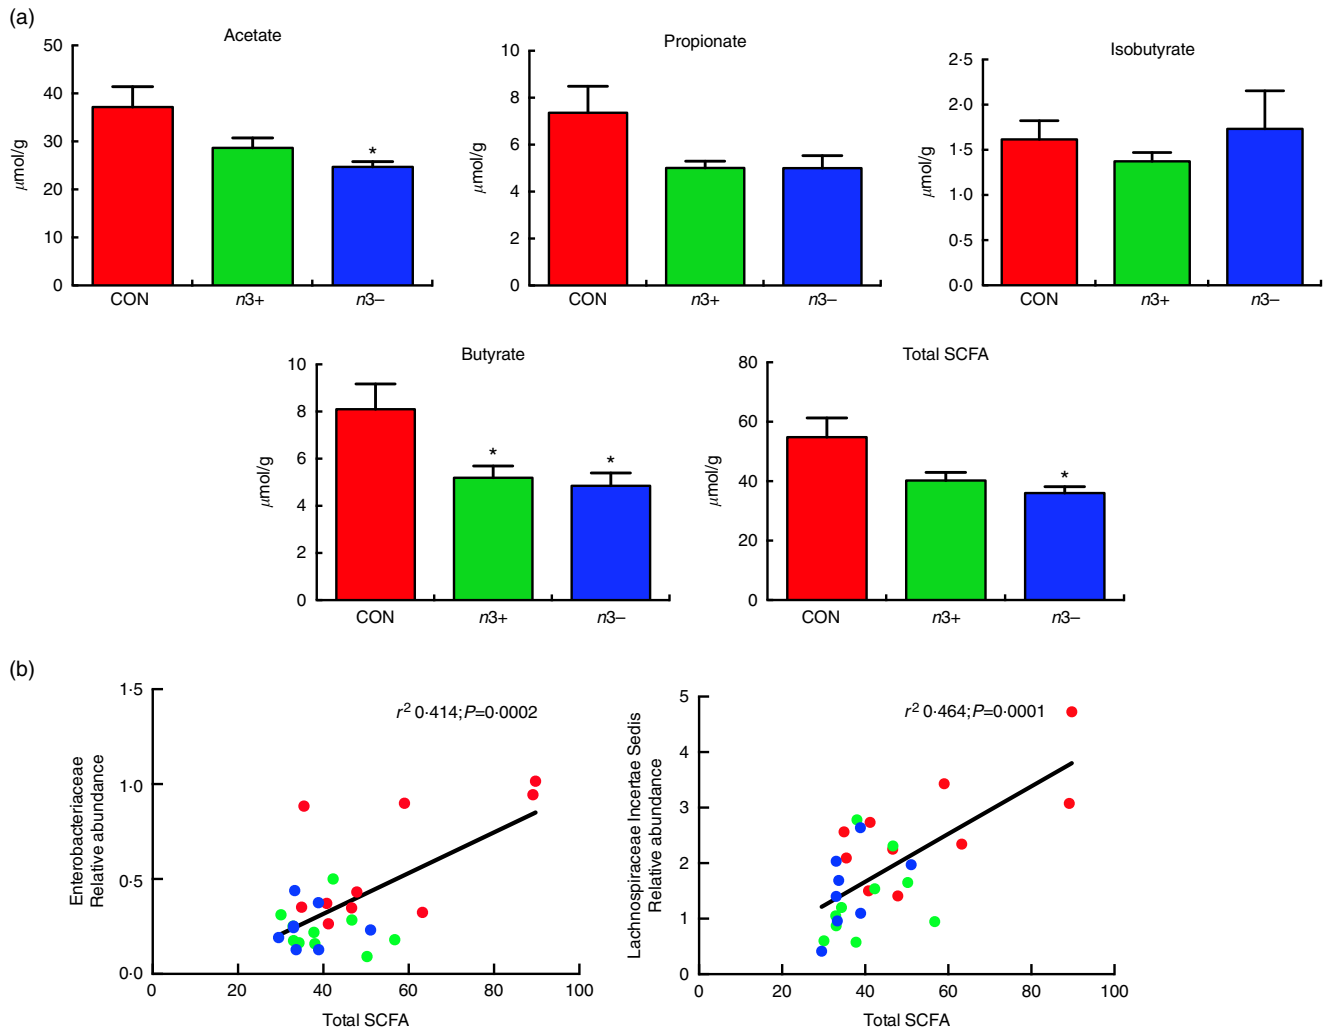 (a)
Acetate
50
40
30
20
10
0
μmol/g
*
CON n3+ n3–
Propionate
10
8
6
4
2
0
μmol/g
CON n3+ n3–
Isobutyrate
2·5
2·0
1·5
1·0
0·5
0·0
μmol/g
CON n3+ n3–
Butyrate
10
8
6
4
2
0
μmol/g
* *
CON n3+ n3–
Total SCFA
80
60
40
20
0
μmol/g
*
CON n3+ n3–
(b)
1·5
1·0
0·5
0·0
Enterobacteriaceae
Relative abundance
r² 0·414;P=0·0002
0 20 40 60 80 100
Total SCFA
5
4
3
2
1
0
Lachnospiraceae Incertae Sedis
Relative abundance
r² 0·464;P=0·0001
0 20 40 60 80 100
Total SCFA